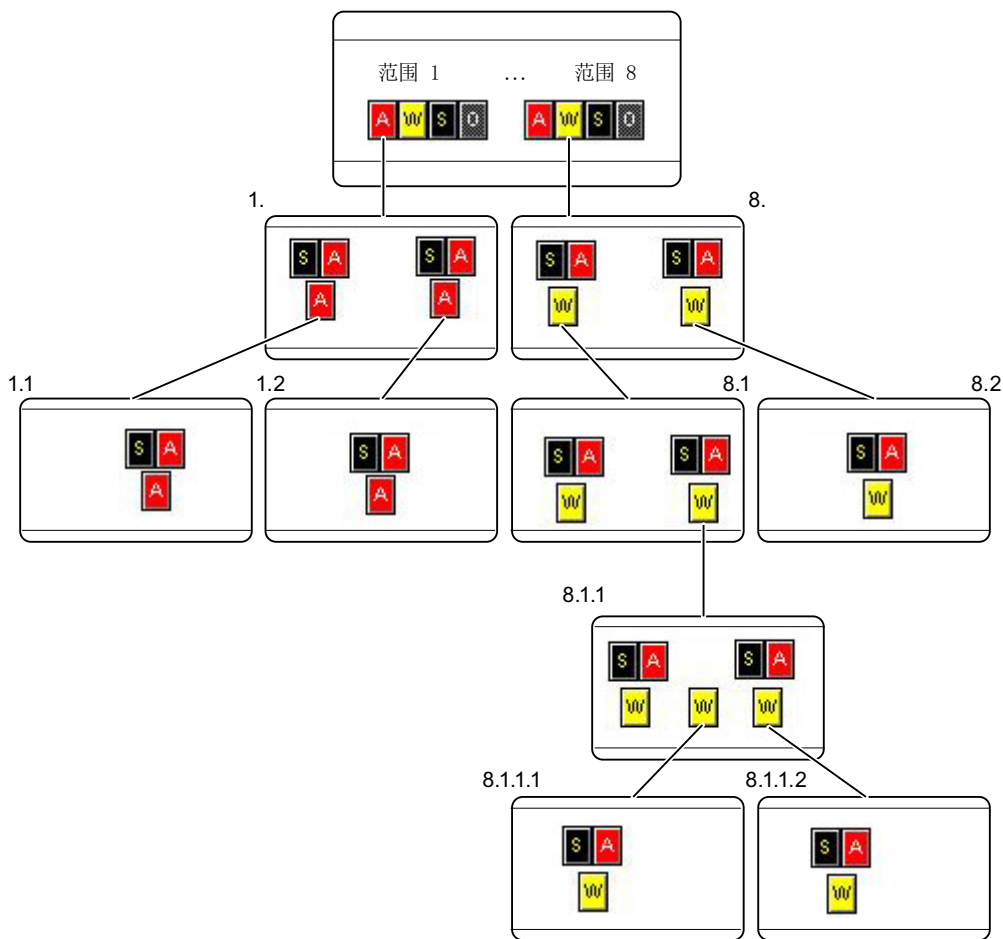 范围 1 ... 范围 8
A W S O A W S O
1. 8.
S A S A S A S A
A A W W
1.1 1.2 8.1 8.2
S A S A S A S A S A
A A W W W
8.1.1
S A S A
W W W
8.1.1.1 8.1.1.2
S A S A
W W